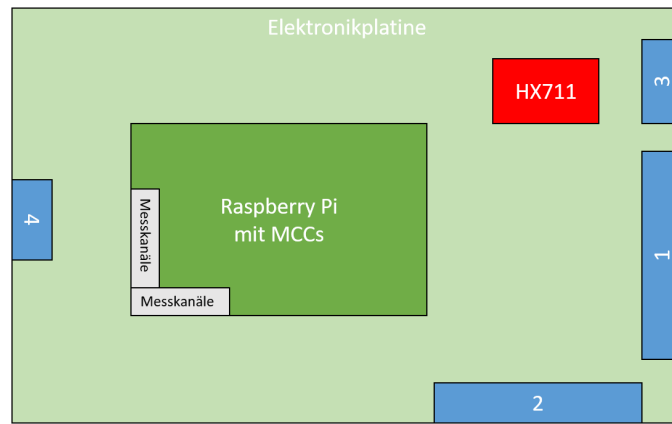 Elektronikplatine
HX711
3
Raspberry Pi
mit MCCs
Messkanäle
4
1
Messkanäle
2